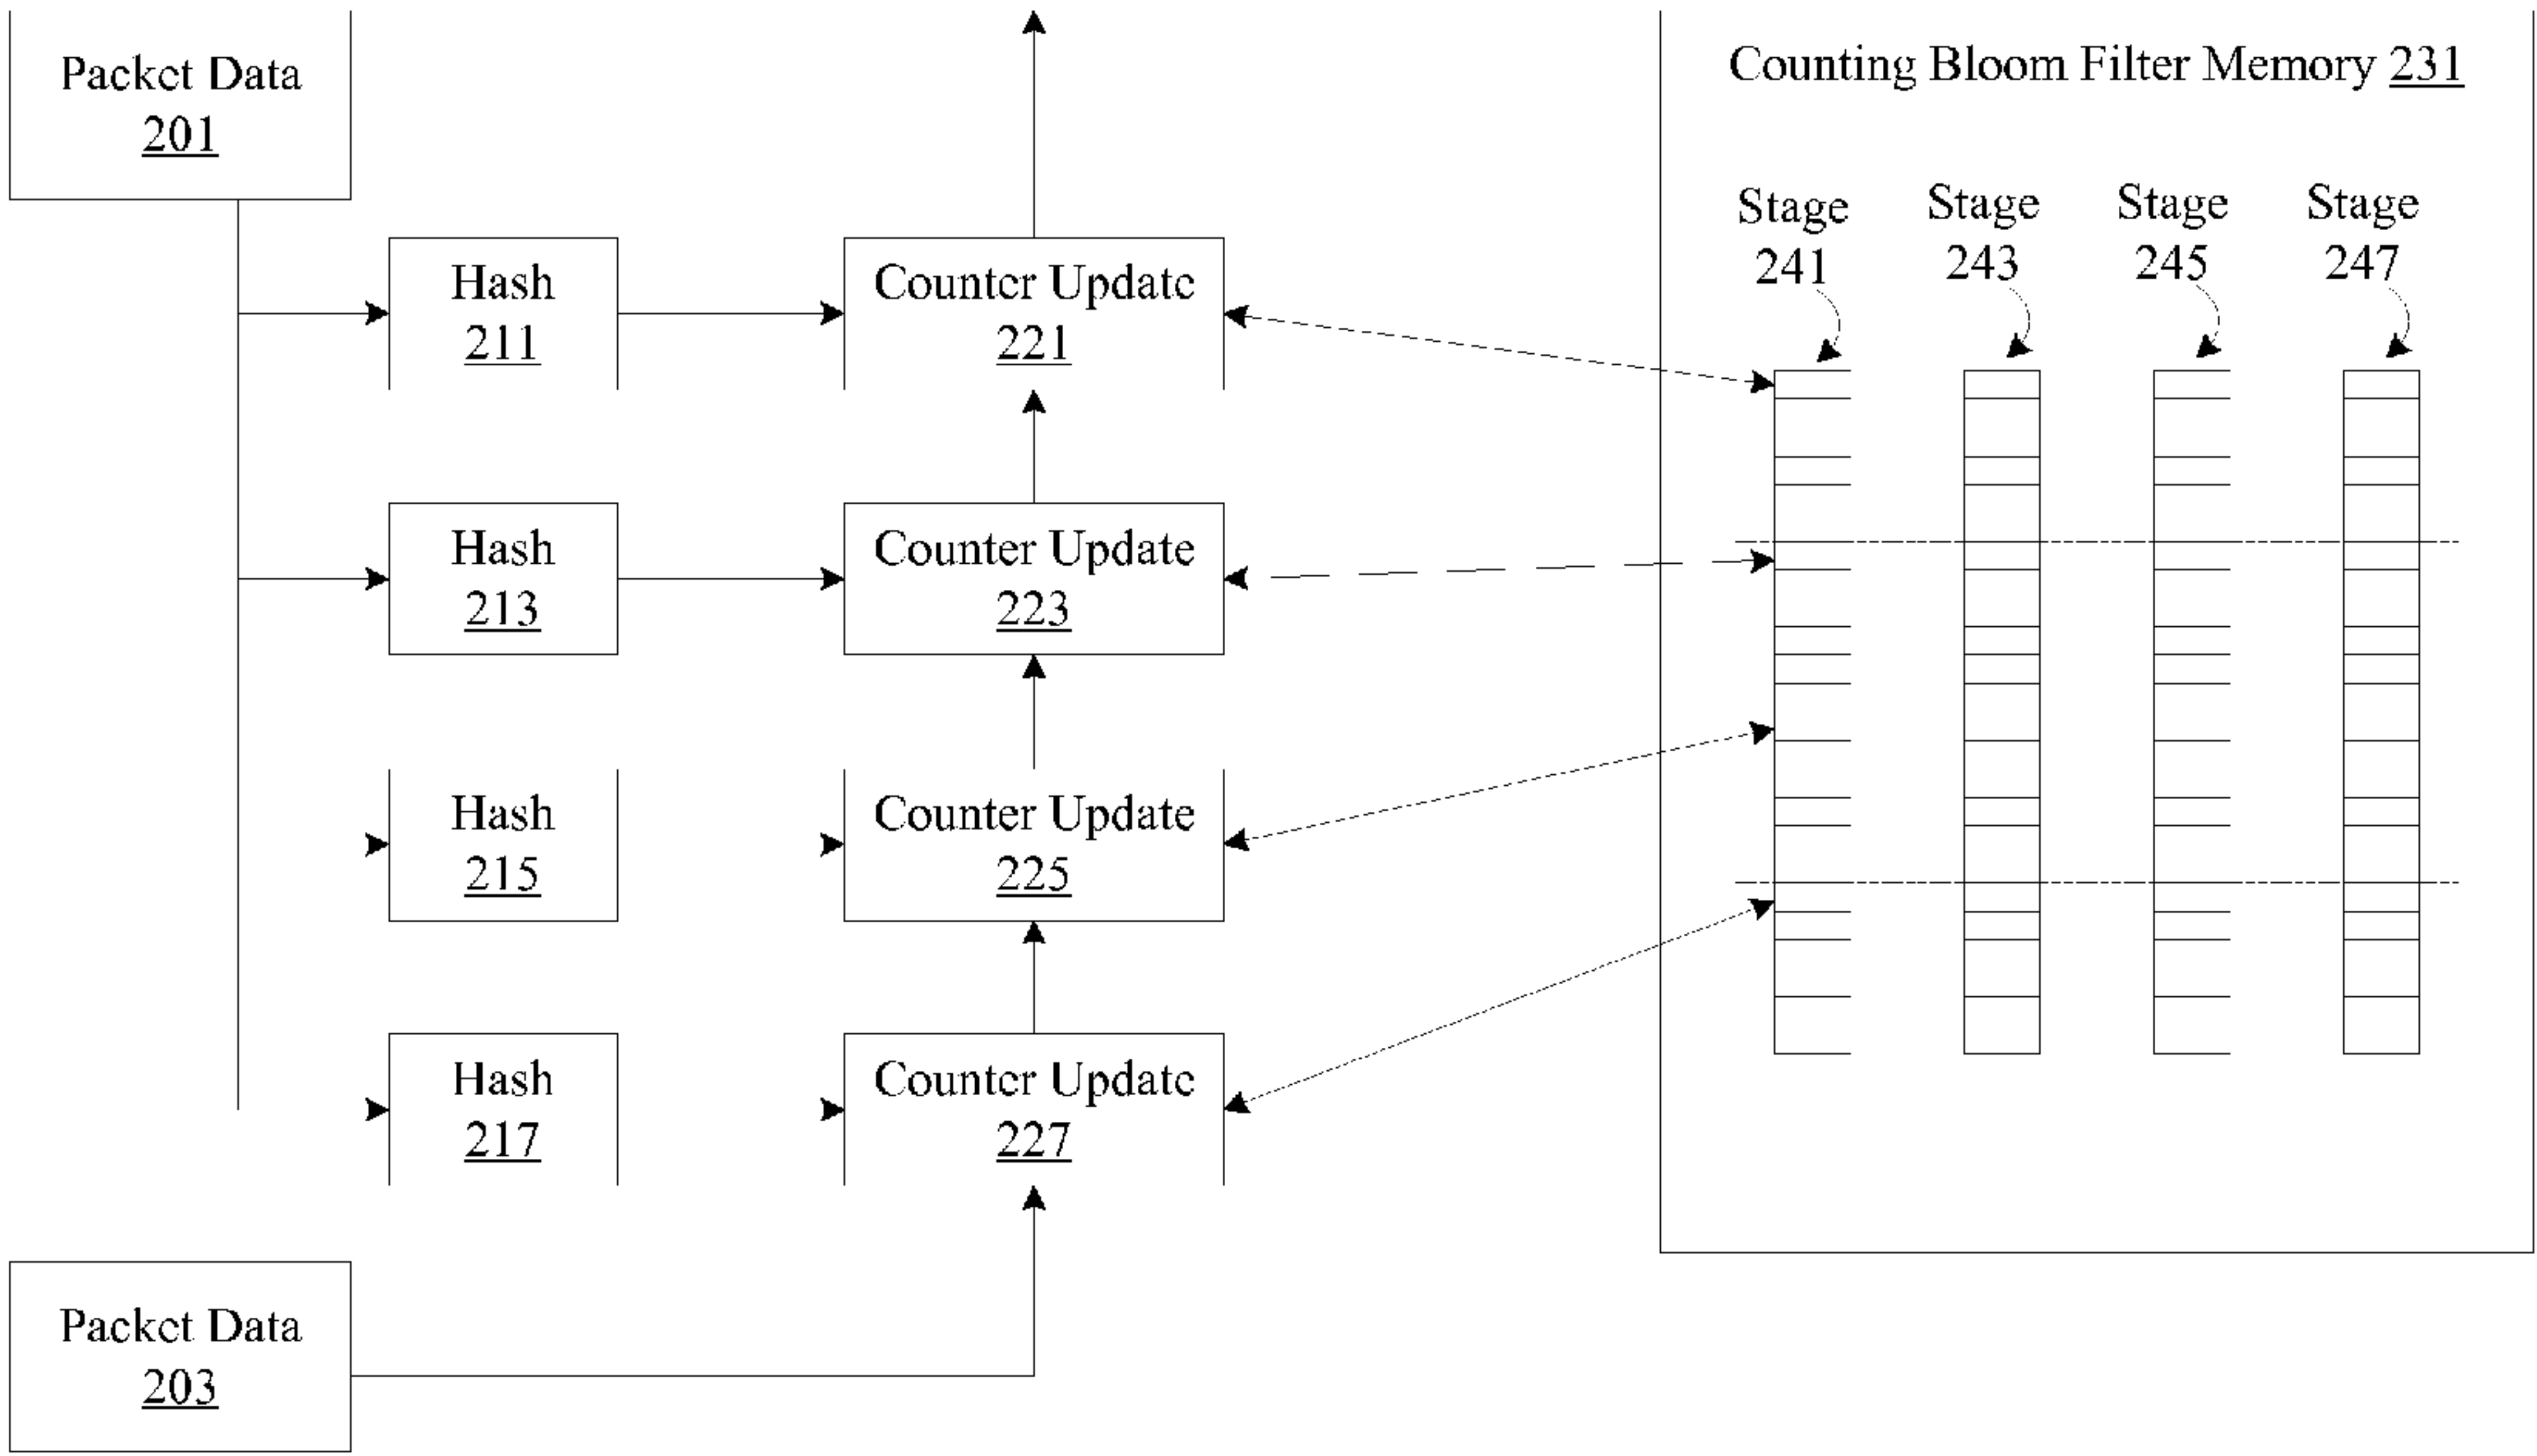 Packet Data
201
Counting Bloom Filter Memory 231
Stage
241
Stage
243
Stage
245
Stage
247
Hash
211
Counter Update
221
Hash
213
Counter Update
223
Hash
215
Counter Update
225
Hash
217
Counter Update
227
Packet Data
203